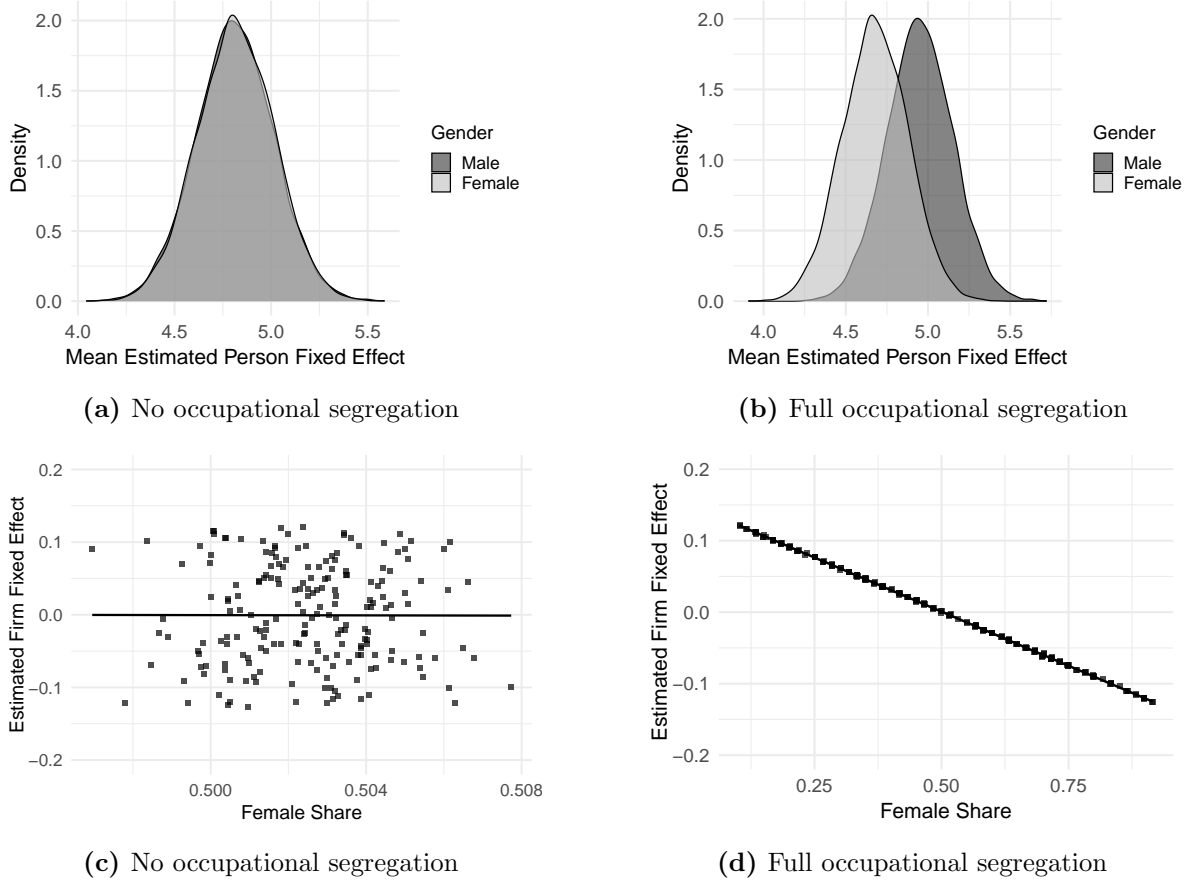 2.0
1.5
1.0
0.5
0.0
Density
4.0 4.5 5.0 5.5
Mean Estimated Person Fixed Effect
Gender
Male
Female
(a) No occupational segregation
2.0
1.5
1.0
0.5
0.0
Density
4.0 4.5 5.0 5.5
Mean Estimated Person Fixed Effect
Gender
Male
Female
(b) Full occupational segregation
0.2
0.1
0.0
−0.1
−0.2
Estimated Firm Fixed Effect
0.500 0.504 0.508
Female Share
(c) No occupational segregation
0.2
0.1
0.0
−0.1
−0.2
Estimated Firm Fixed Effect
0.25 0.50 0.75
Female Share
(d) Full occupational segregation